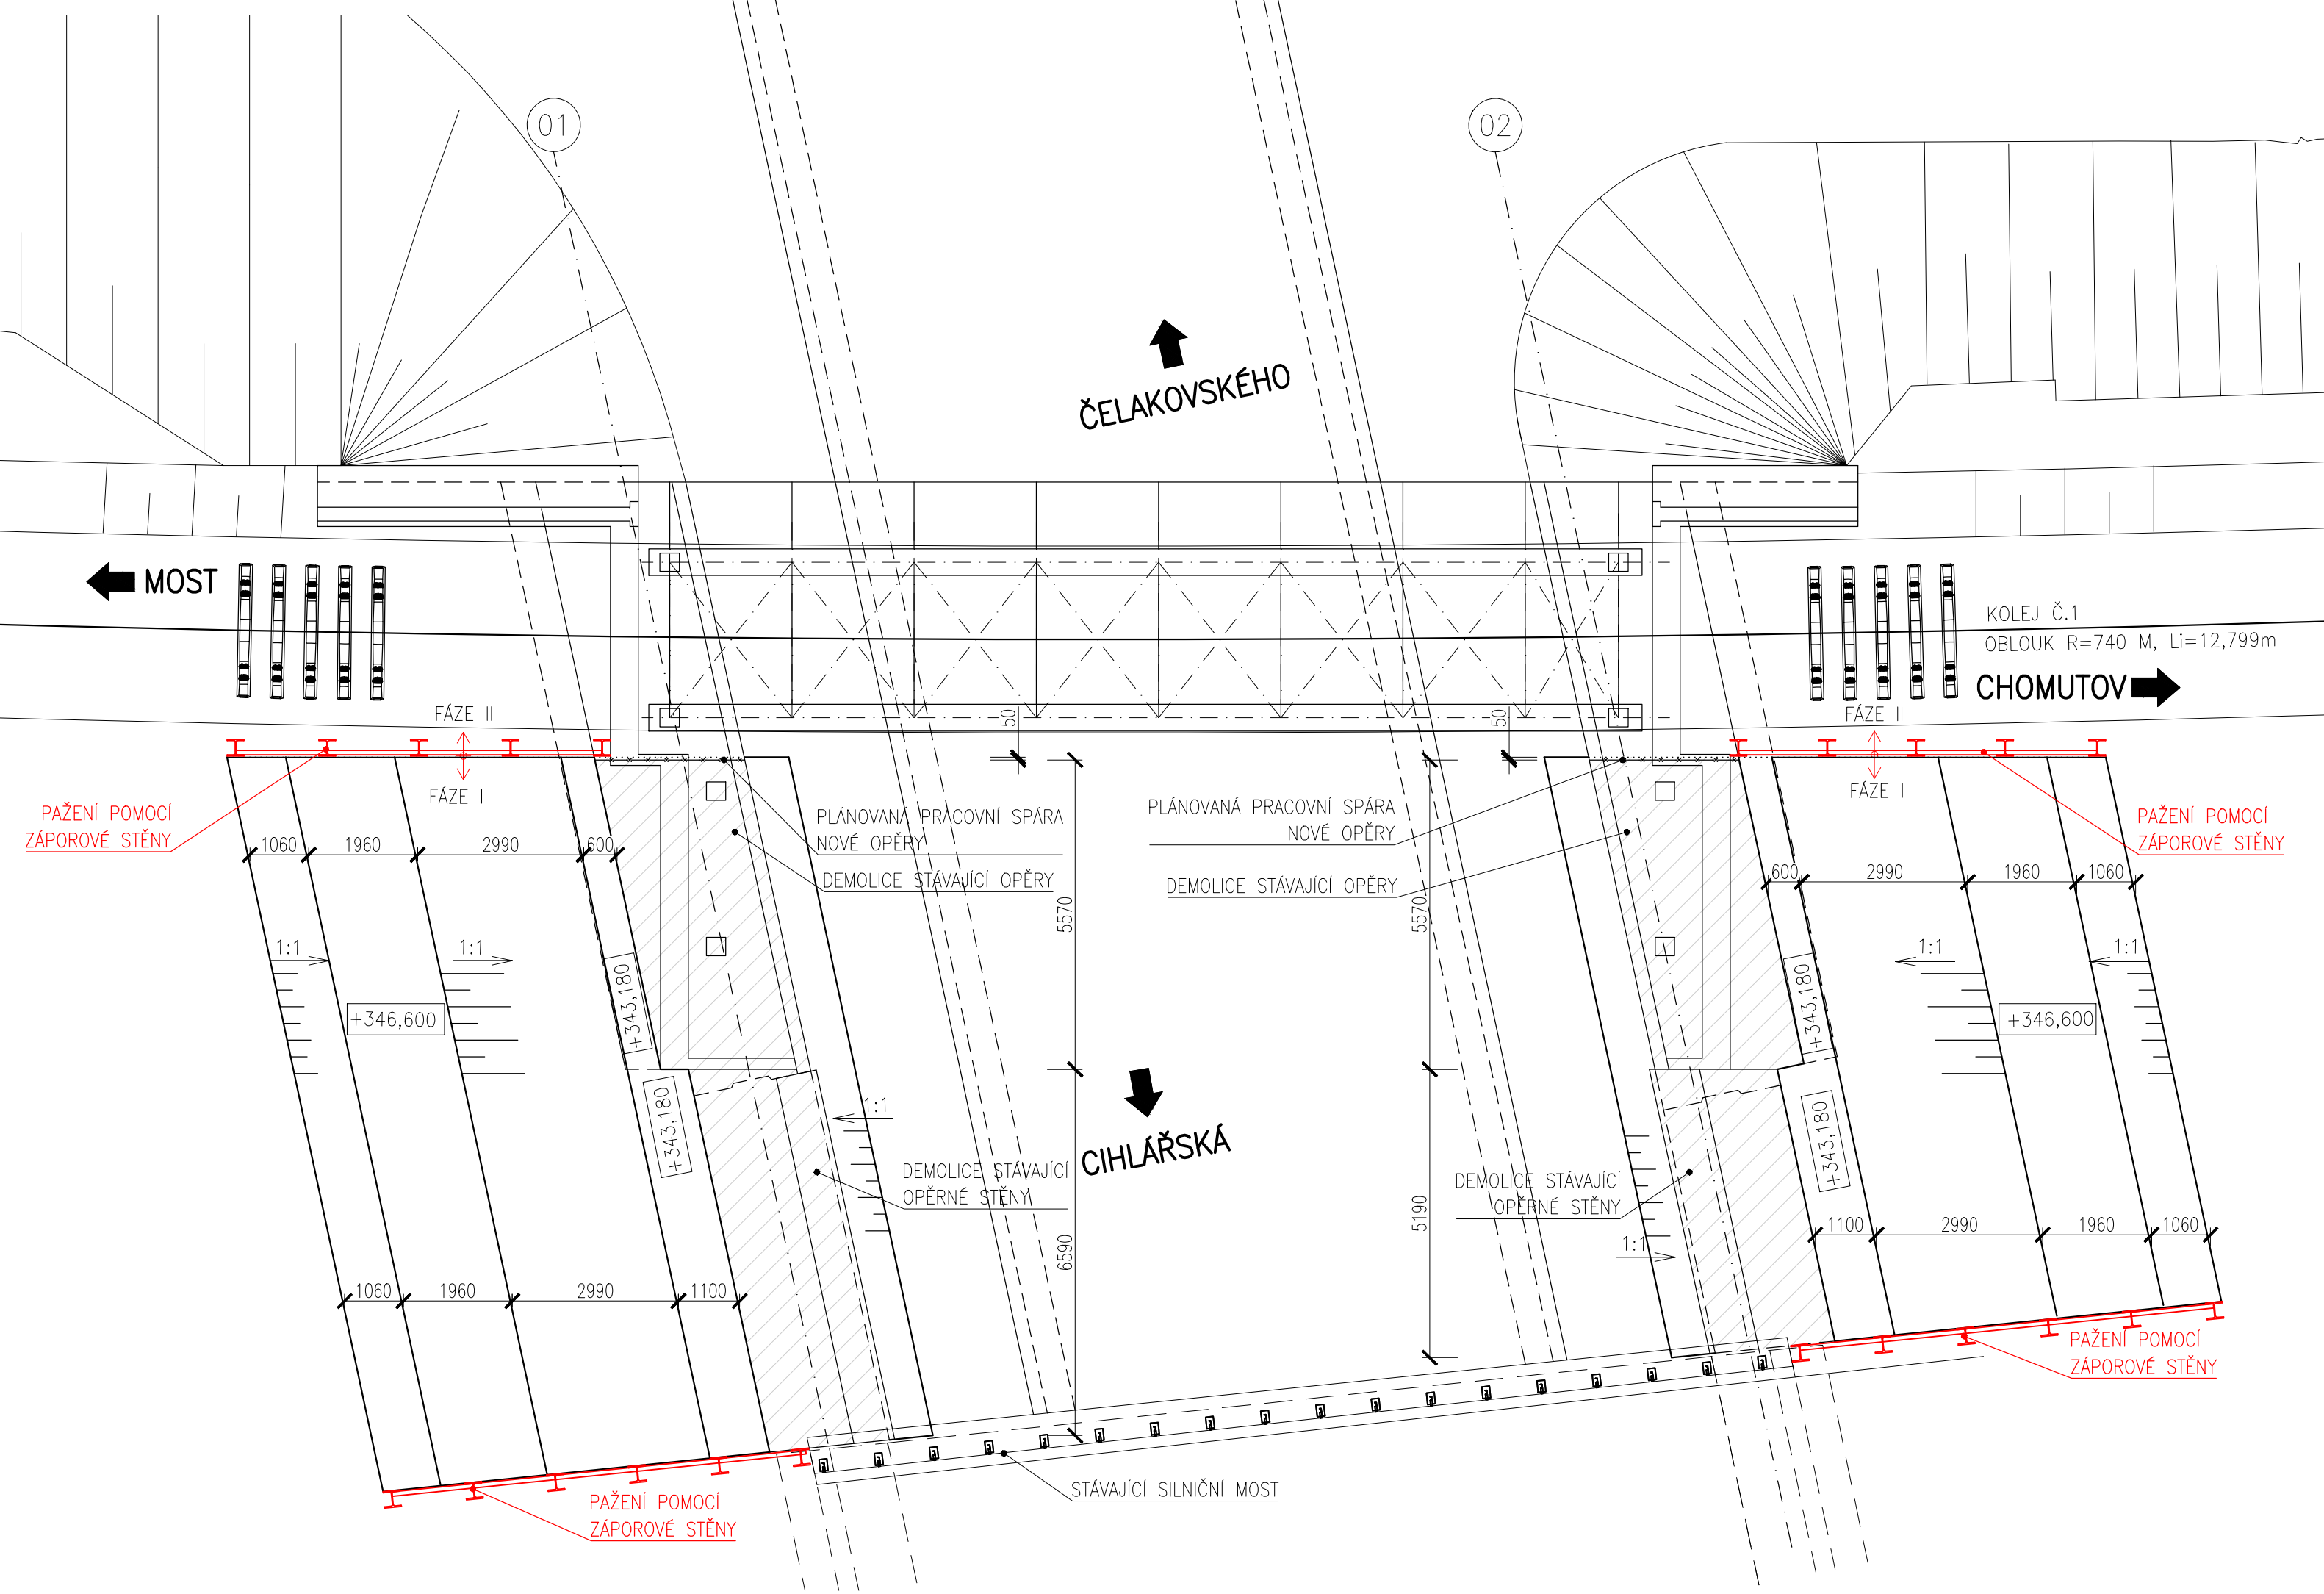 01
02
ČELAKOVSKÉHO
MOST
KOLEJ Č.1
OBLOUK R=740 M, Li=12,799m
CHOMUTOV
FÁZE II
FÁZE I
FÁZE II
FÁZE I
50
50
PAŽENÍ POMOCÍ
ZÁPOROVÉ STĚNY
PLÁNOVANÁ PRACOVNÍ SPÁRA
NOVÉ OPĚRY
DEMOLICE STÁVAJÍCÍ OPĚRY
PLÁNOVANÁ PRACOVNÍ SPÁRA
NOVÉ OPĚRY
DEMOLICE STÁVAJÍCÍ OPĚRY
PAŽENÍ POMOCÍ
ZÁPOROVÉ STĚNY
1060 1960 2990 600
600 2990 1960 1060
5570
5570
1:1
1:1
1:1
1:1
+346,600
+343,180
+343,180
+343,180
+343,180
+346,600
1:1
CIHLÁŘSKÁ
DEMOLICE STÁVAJÍCÍ
OPĚRNÉ STĚNY
DEMOLICE STÁVAJÍCÍ
OPĚRNÉ STĚNY
6590
5190
1:1
1100 2990 1960 1060
1060 1960 2990 1100
PAŽENÍ POMOCÍ
ZÁPOROVÉ STĚNY
STÁVAJÍCÍ SILNIČNÍ MOST
PAŽENÍ POMOCÍ
ZÁPOROVÉ STĚNY